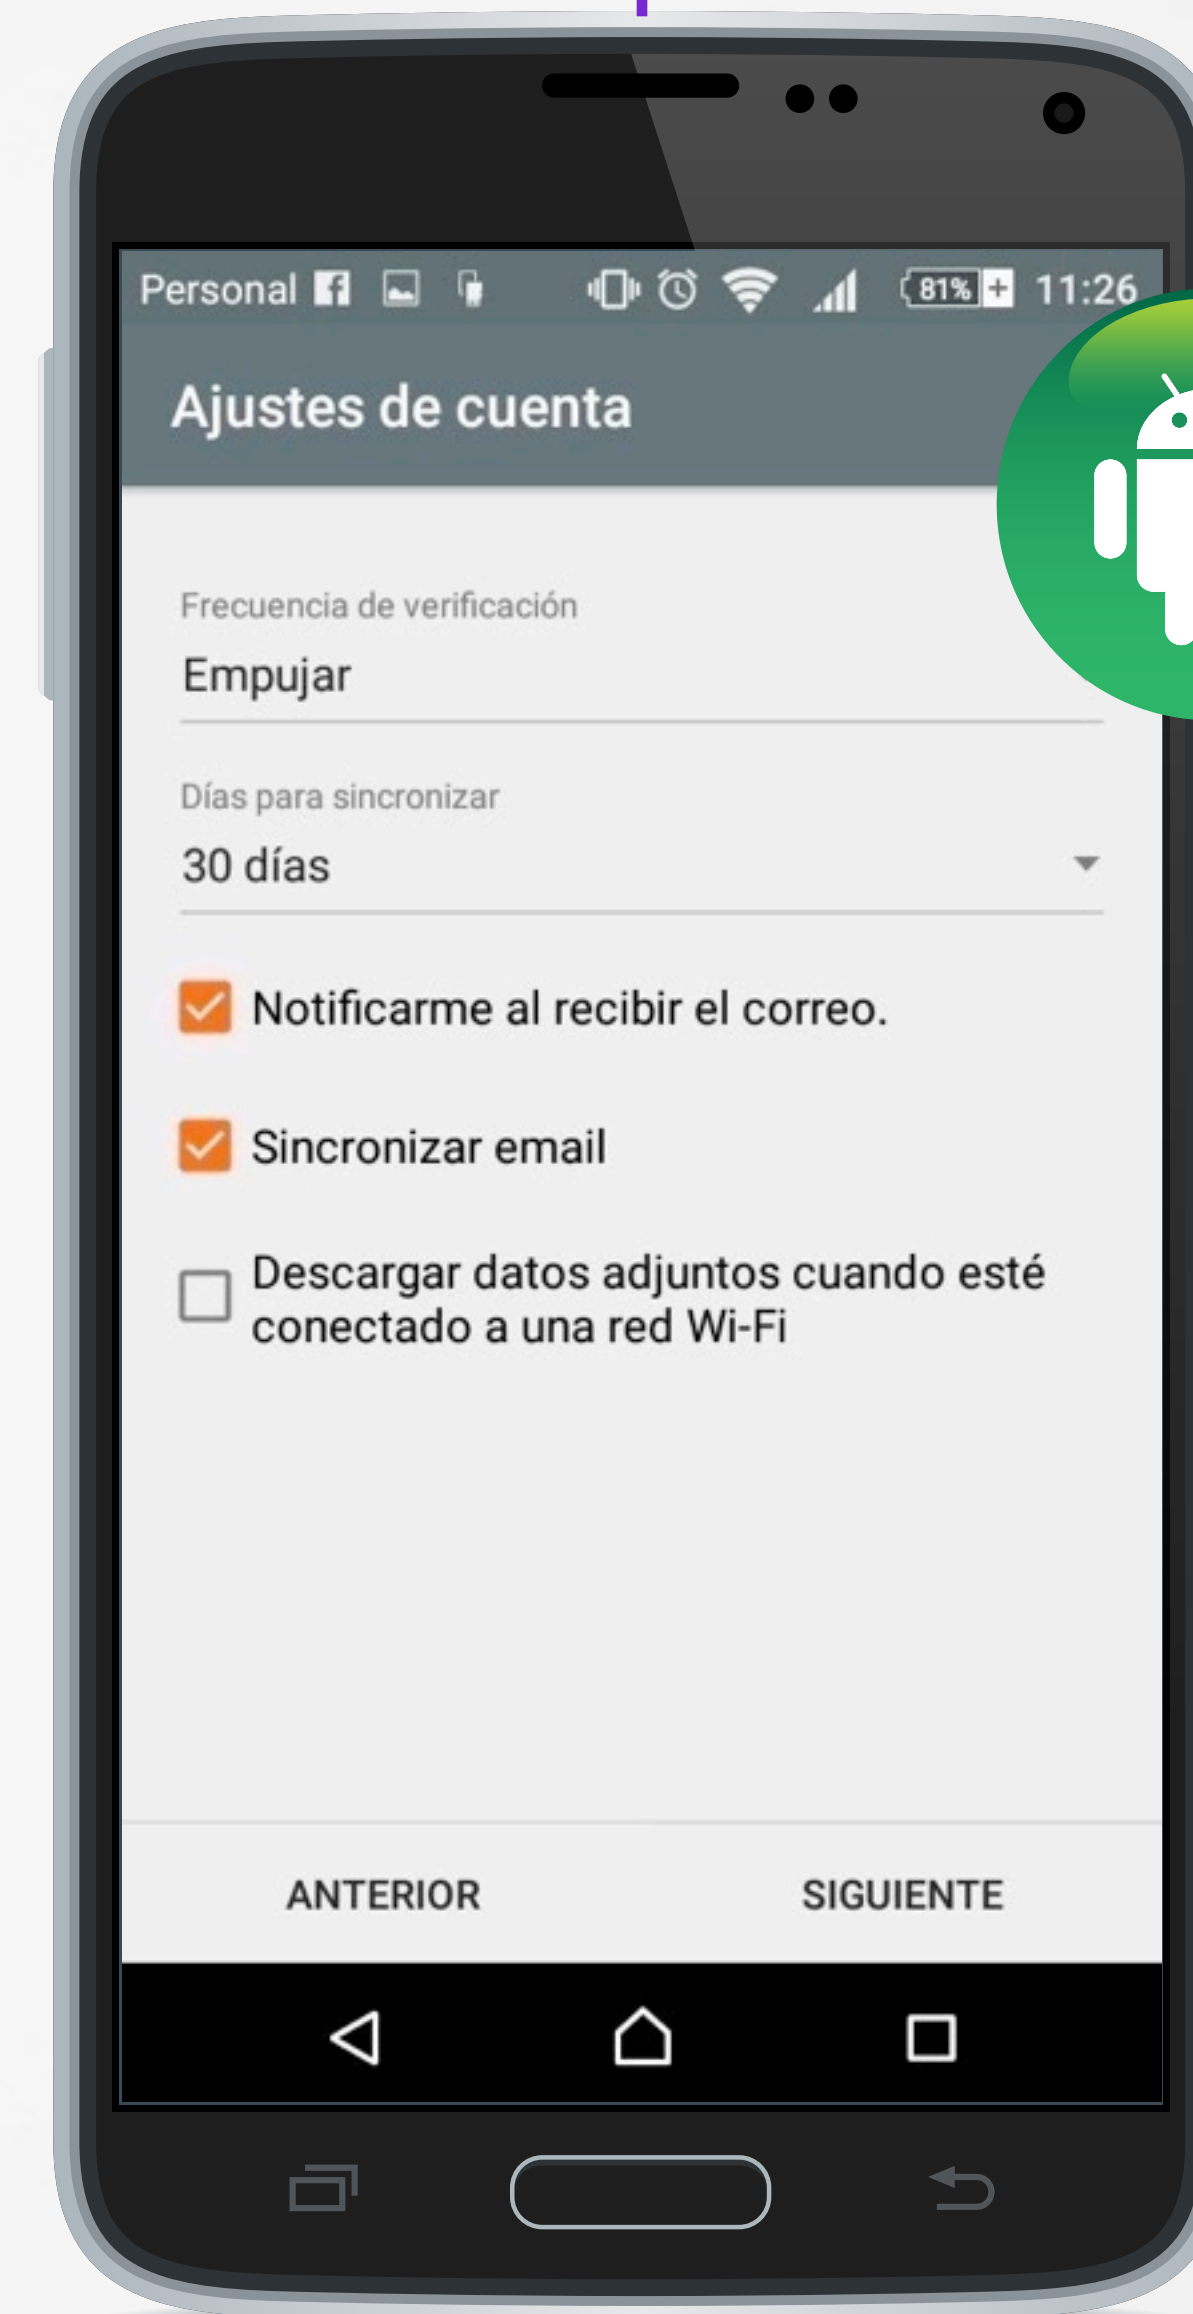 Personal 81% 11:26
Ajustes de cuenta
Frecuencia de verificación
Empujar
Días para sincronizar
30 días
Notificarme al recibir el correo.
Sincronizar email
Descargar datos adjuntos cuando esté
conectado a una red Wi-Fi
ANTERIOR SIGUIENTE